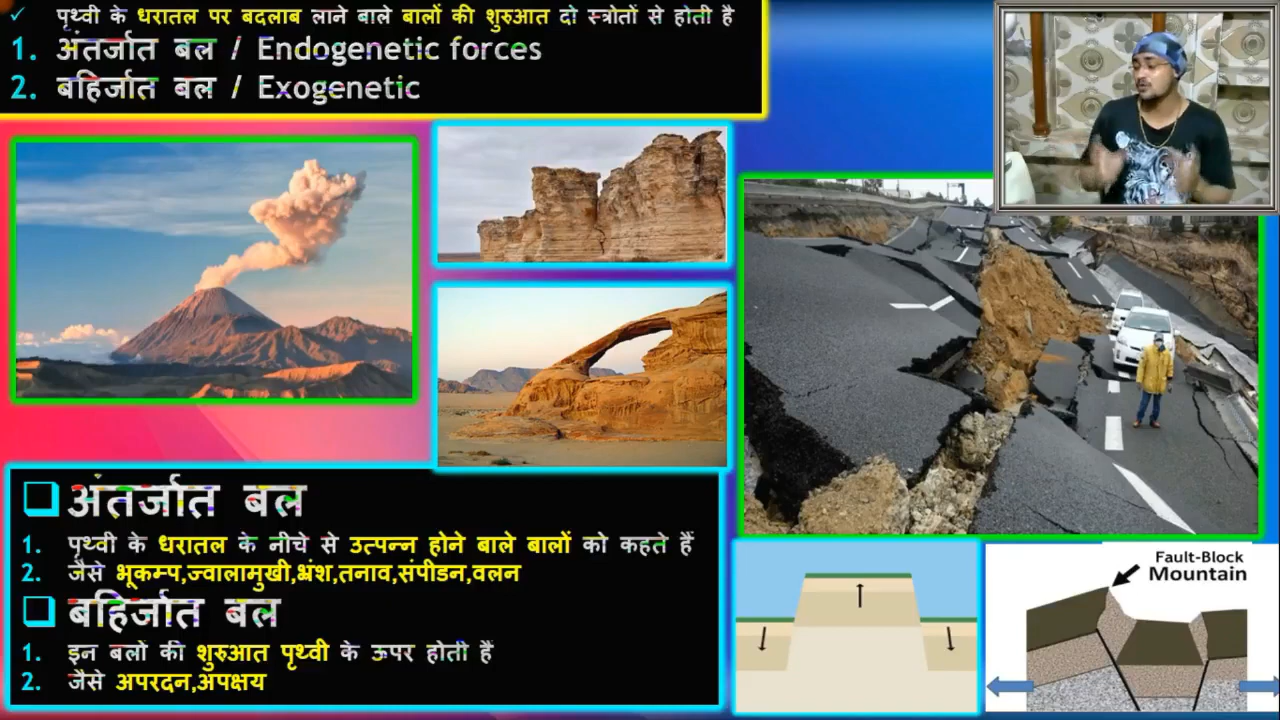 ✓ पृथ्वी के धरातल पर बदलाब लाने बाले बालों की शुरुआत दो स्त्रोतों से होती है
1. अंतर्जात बल / Endogenetic forces
2. बहिर्जात बल / Exogenetic
❑ अंतर्जात बल
1. पृथ्वी के धरातल के नीचे से उत्पन्न होने बाले बालों को कहते हैं
2. जैसे भूकम्प,ज्वालामुखी,भ्रंश,तनाव,संपीडन,वलन
❑ बहिर्जात बल
1. इन बलों की शुरुआत पृथ्वी के ऊपर होती हैं
2. जैसे अपरदन,अपक्षय
Fault-Block
Mountain